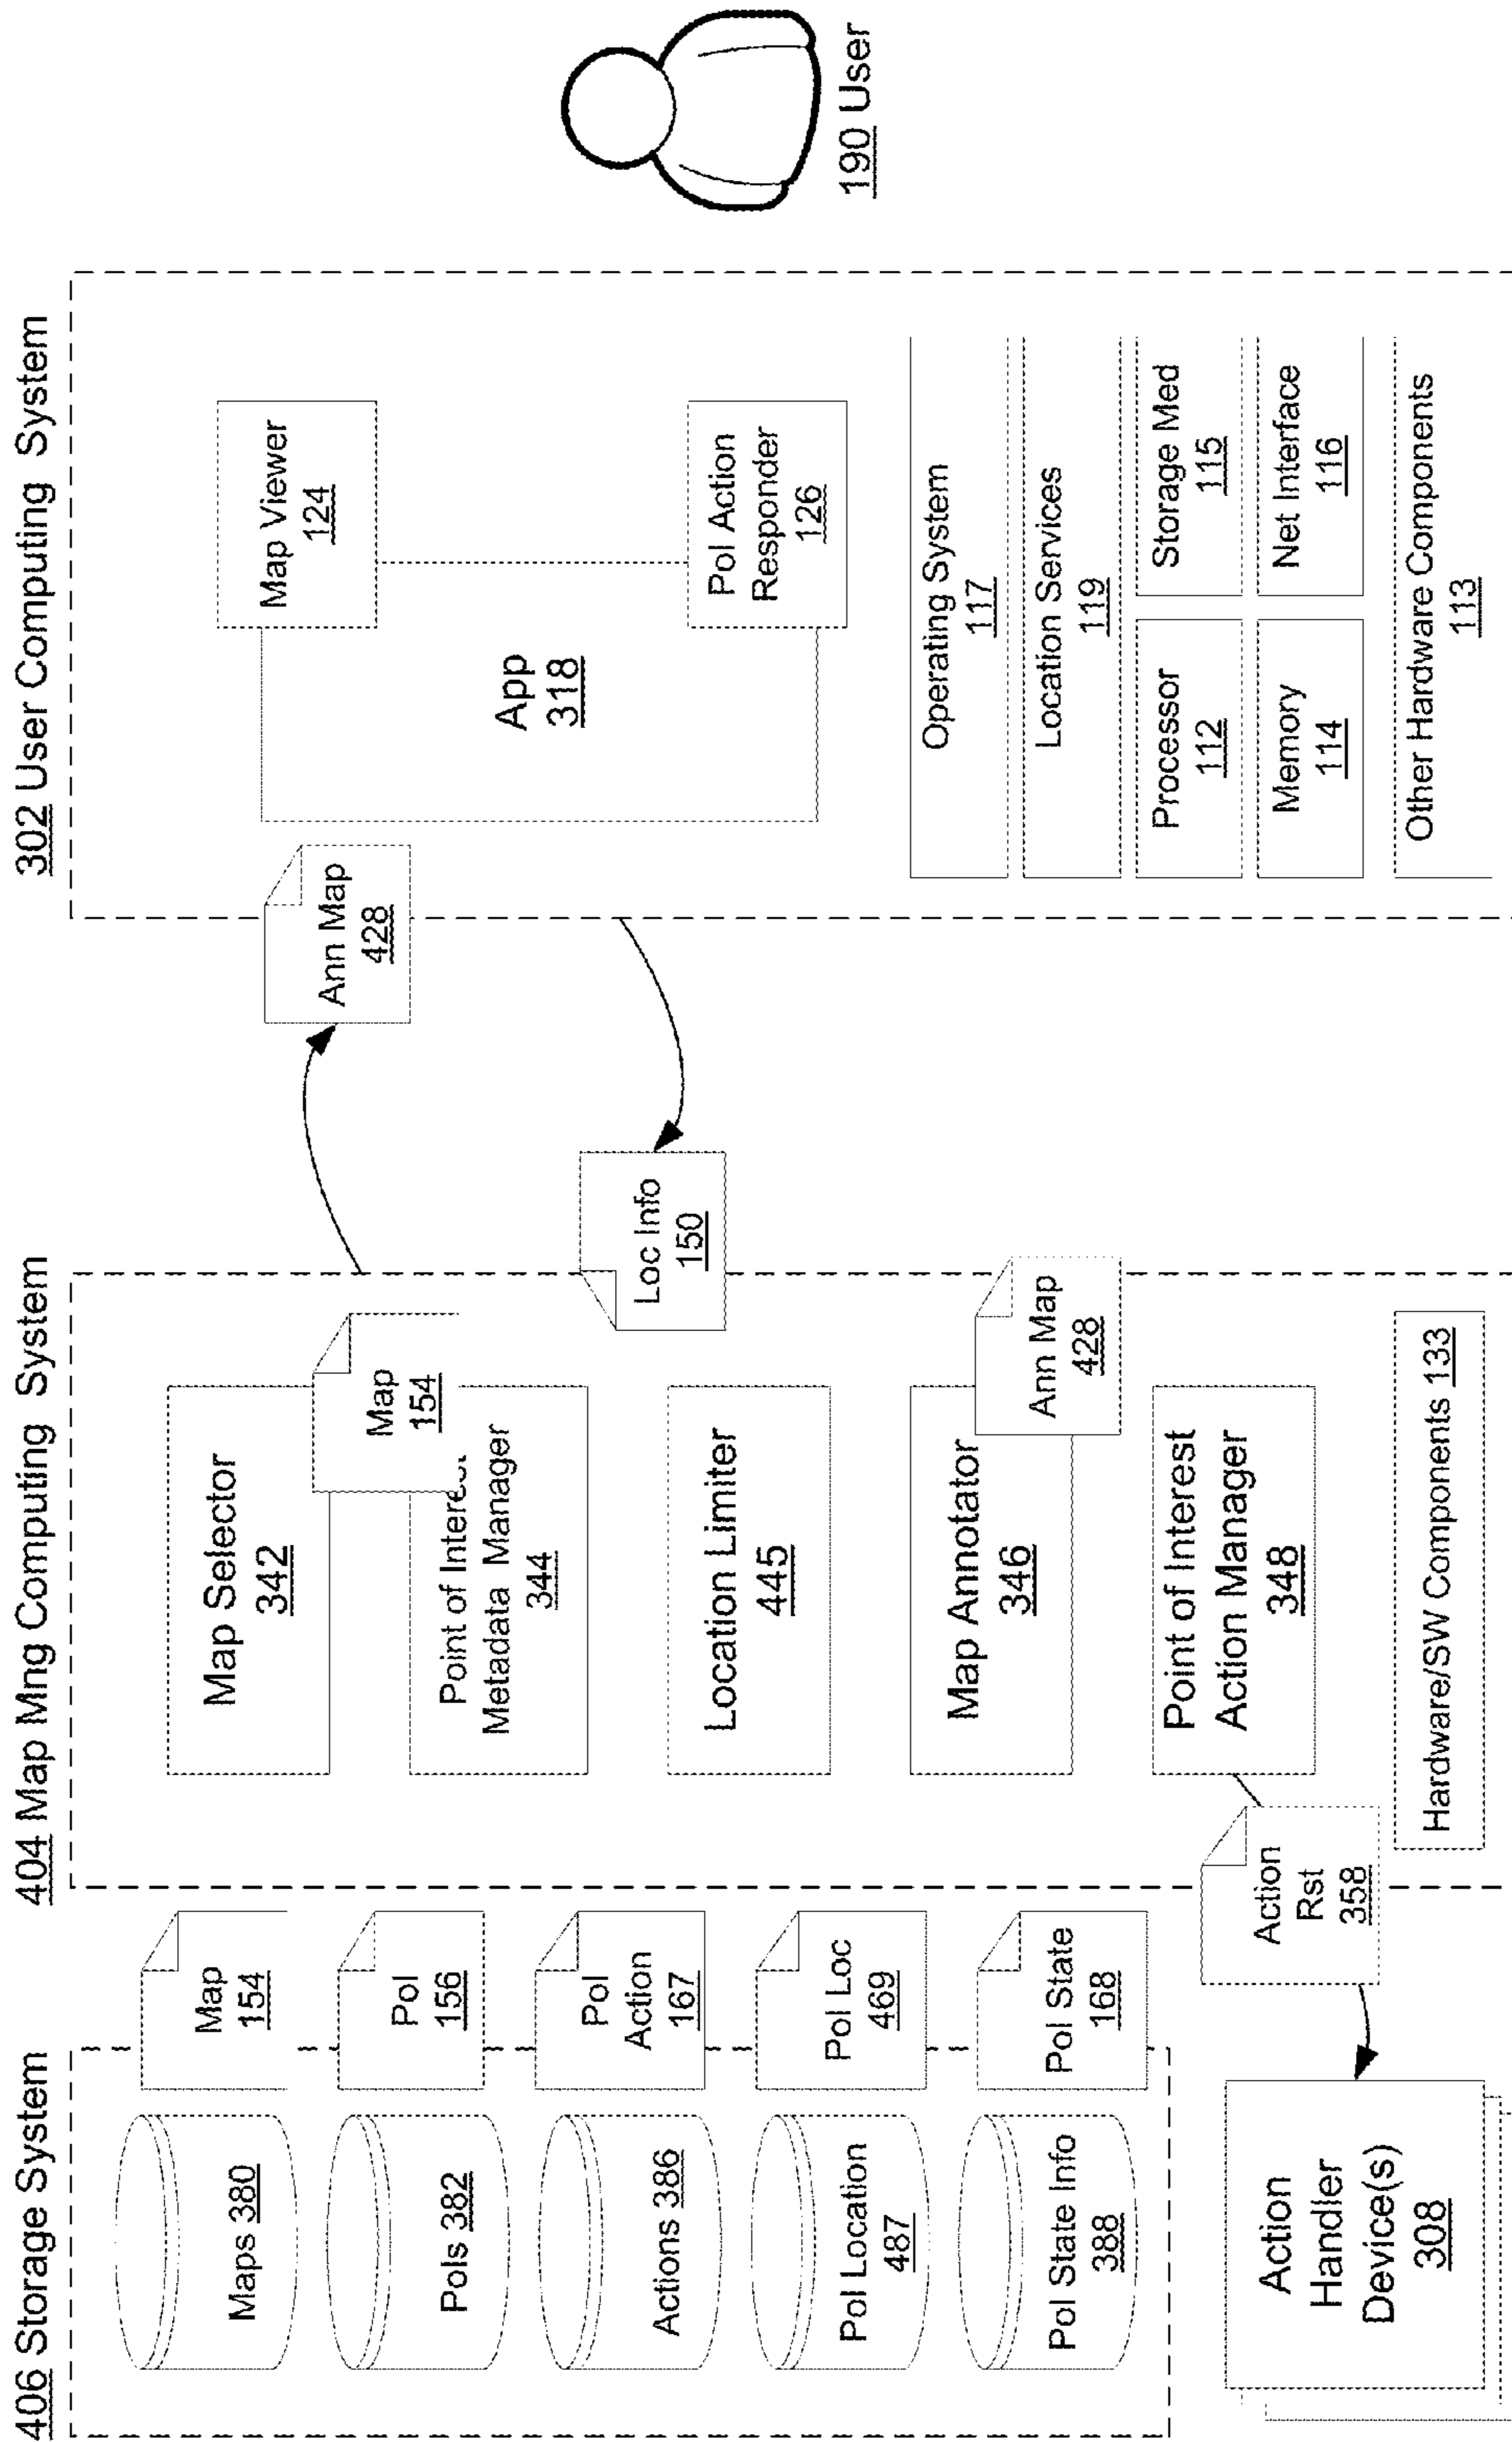 406 Storage System
Maps 380
Map
154
PoIs 382
PoI
156
Actions 386
PoI
Action
167
PoI Location
487
PoI Loc
469
PoI State Info
388
PoI State
168
Action
Handler
Device(s)
308
404 Map Mng Computing System
Map Selector
342
Map
154
Point of Interest
Metadata Manager
344
Location Limiter
445
Map Annotator
346
Ann Map
428
Point of Interest
Action Manager
348
Action
Rst
358
Hardware/SW Components 133
Loc Info
150
Ann Map
428
302 User Computing System
Map Viewer
124
App
318
PoI Action
Responder
126
Operating System
117
Location Services
119
Processor
112
Storage Med
115
Memory
114
Net Interface
116
Other Hardware Components
113
190 User